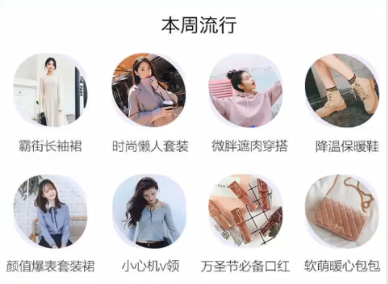 本周流行
霸街长袖裙
时尚懒人套装
微胖遮肉穿搭
降温保暖鞋
颜值爆表套装裙
小心机v领
万圣节必备口红
软萌暖心包包